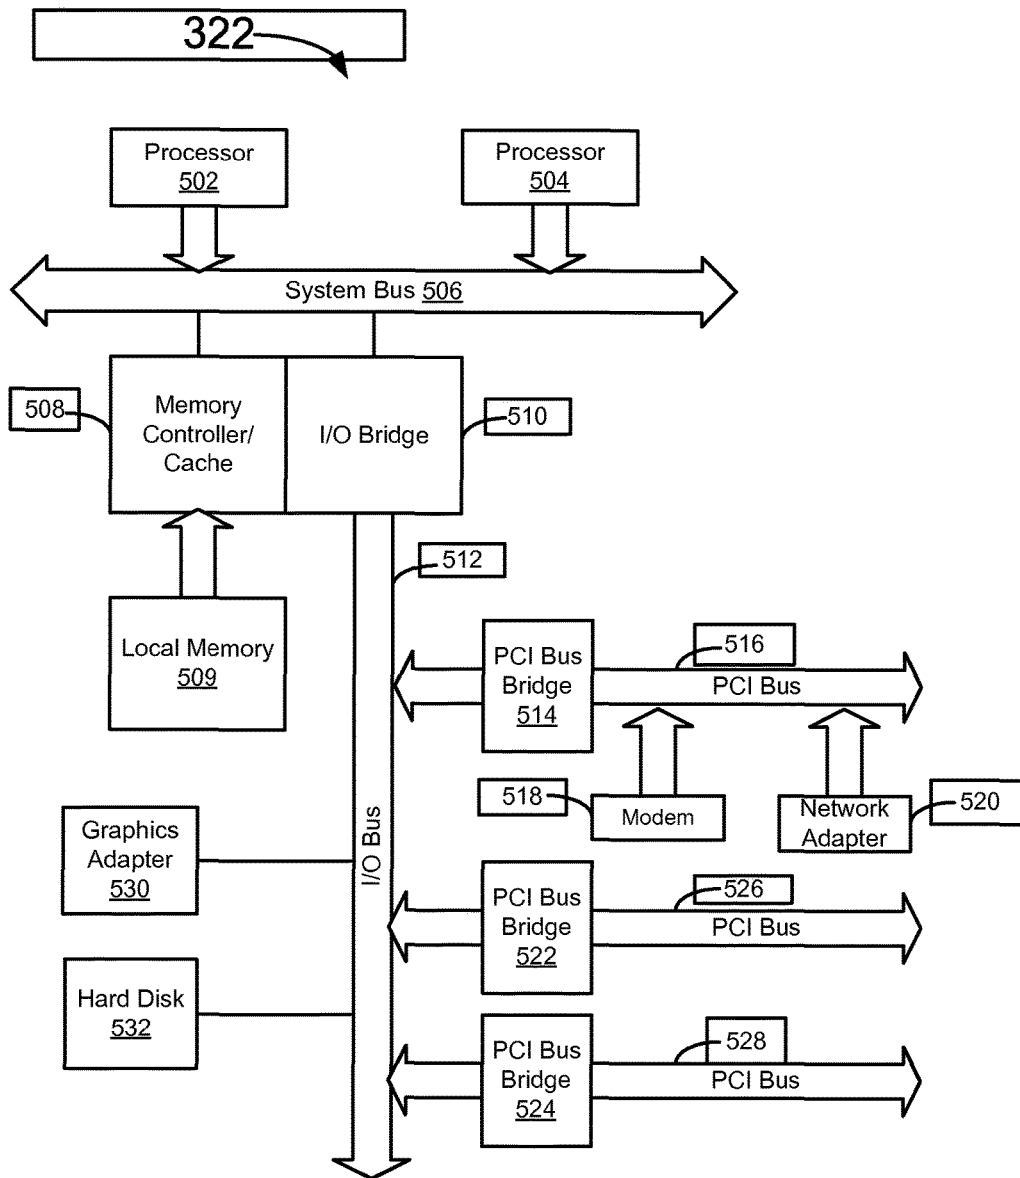 322
Processor
502
Processor
504
System Bus 506
508
Memory
Controller/
Cache
I/O Bridge
510
512
Local Memory
509
PCI Bus
Bridge
514
516
PCI Bus
518
Modem
Network
Adapter
520
Graphics
Adapter
530
I/O Bus
PCI Bus
Bridge
522
526
PCI Bus
Hard Disk
532
PCI Bus
Bridge
524
528
PCI Bus